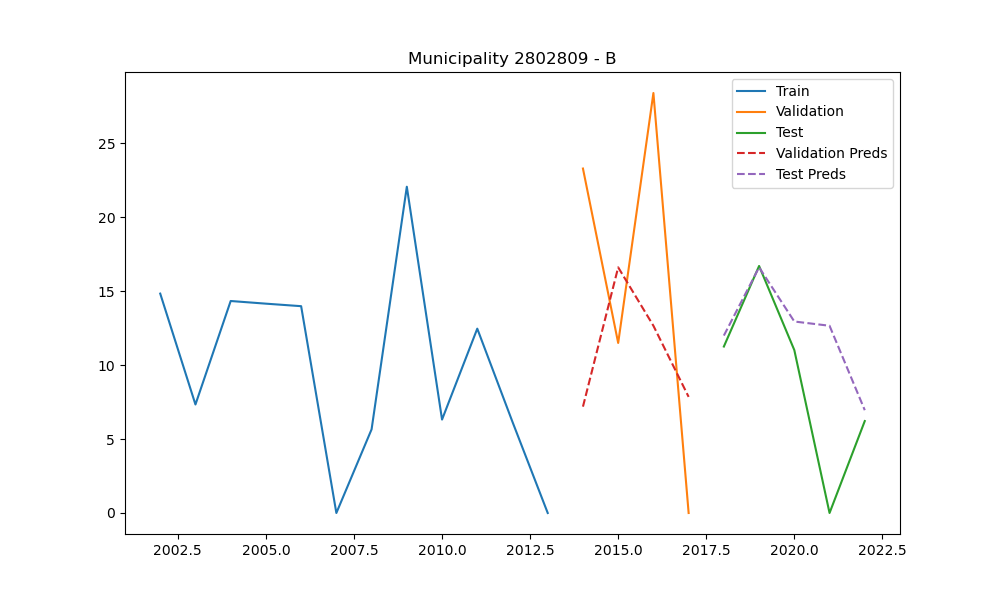 Municipality 2802809 - B
Train
Validation
Test
Validation Preds
Test Preds
25
20
15
10
5
0
2002.5 2005.0 2007.5 2010.0 2012.5 2015.0 2017.5 2020.0 2022.5